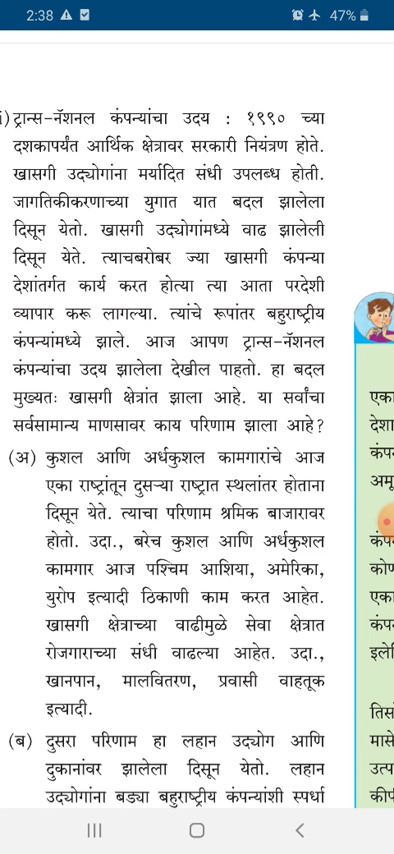 2:38
47%
i) ट्रान्स-नॅशनल कंपन्यांचा उदय : १९९० च्या
दशकापर्यंत आर्थिक क्षेत्रावर सरकारी नियंत्रण होते.
खासगी उद्योगांना मर्यादित संधी उपलब्ध होती.
जागतिकीकरणाच्या युगात यात बदल झालेला
दिसून येतो. खासगी उद्योगांमध्ये वाढ झालेली
दिसून येते. त्याचबरोबर ज्या खासगी कंपन्या
देशांतर्गत कार्य करत होत्या त्या आता परदेशी
व्यापार करू लागल्या. त्यांचे रूपांतर बहुराष्ट्रीय
कंपन्यांमध्ये झाले. आज आपण ट्रान्स-नॅशनल
कंपन्यांचा उदय झालेला देखील पाहतो. हा बदल
मुख्यतः खासगी क्षेत्रांत झाला आहे. या सर्वांचा
सर्वसामान्य माणसावर काय परिणाम झाला आहे?
(अ) कुशल आणि अर्धकुशल कामगारांचे आज
एका राष्ट्रांतून दुसऱ्या राष्ट्रात स्थलांतर होताना
दिसून येते. त्याचा परिणाम श्रमिक बाजारावर
होतो. उदा., बरेच कुशल आणि अर्धकुशल
कामगार आज पश्चिम आशिया, अमेरिका,
युरोप इत्यादी ठिकाणी काम करत आहेत.
खासगी क्षेत्राच्या वाढीमुळे सेवा क्षेत्रात
रोजगाराच्या संधी वाढल्या आहेत. उदा.,
खानपान, मालवितरण, प्रवासी वाहतूक
इत्यादी.
(ब) दुसरा परिणाम हा लहान उद्योग आणि
दुकानांवर झालेला दिसून येतो. लहान
उद्योगांना बड्या बहुराष्ट्रीय कंपन्यांशी स्पर्धा
एका
देशा
कंप
अमू
कंप
कोण
एका
कंप
इले
तिस
मासे
उत्प
कीर्प